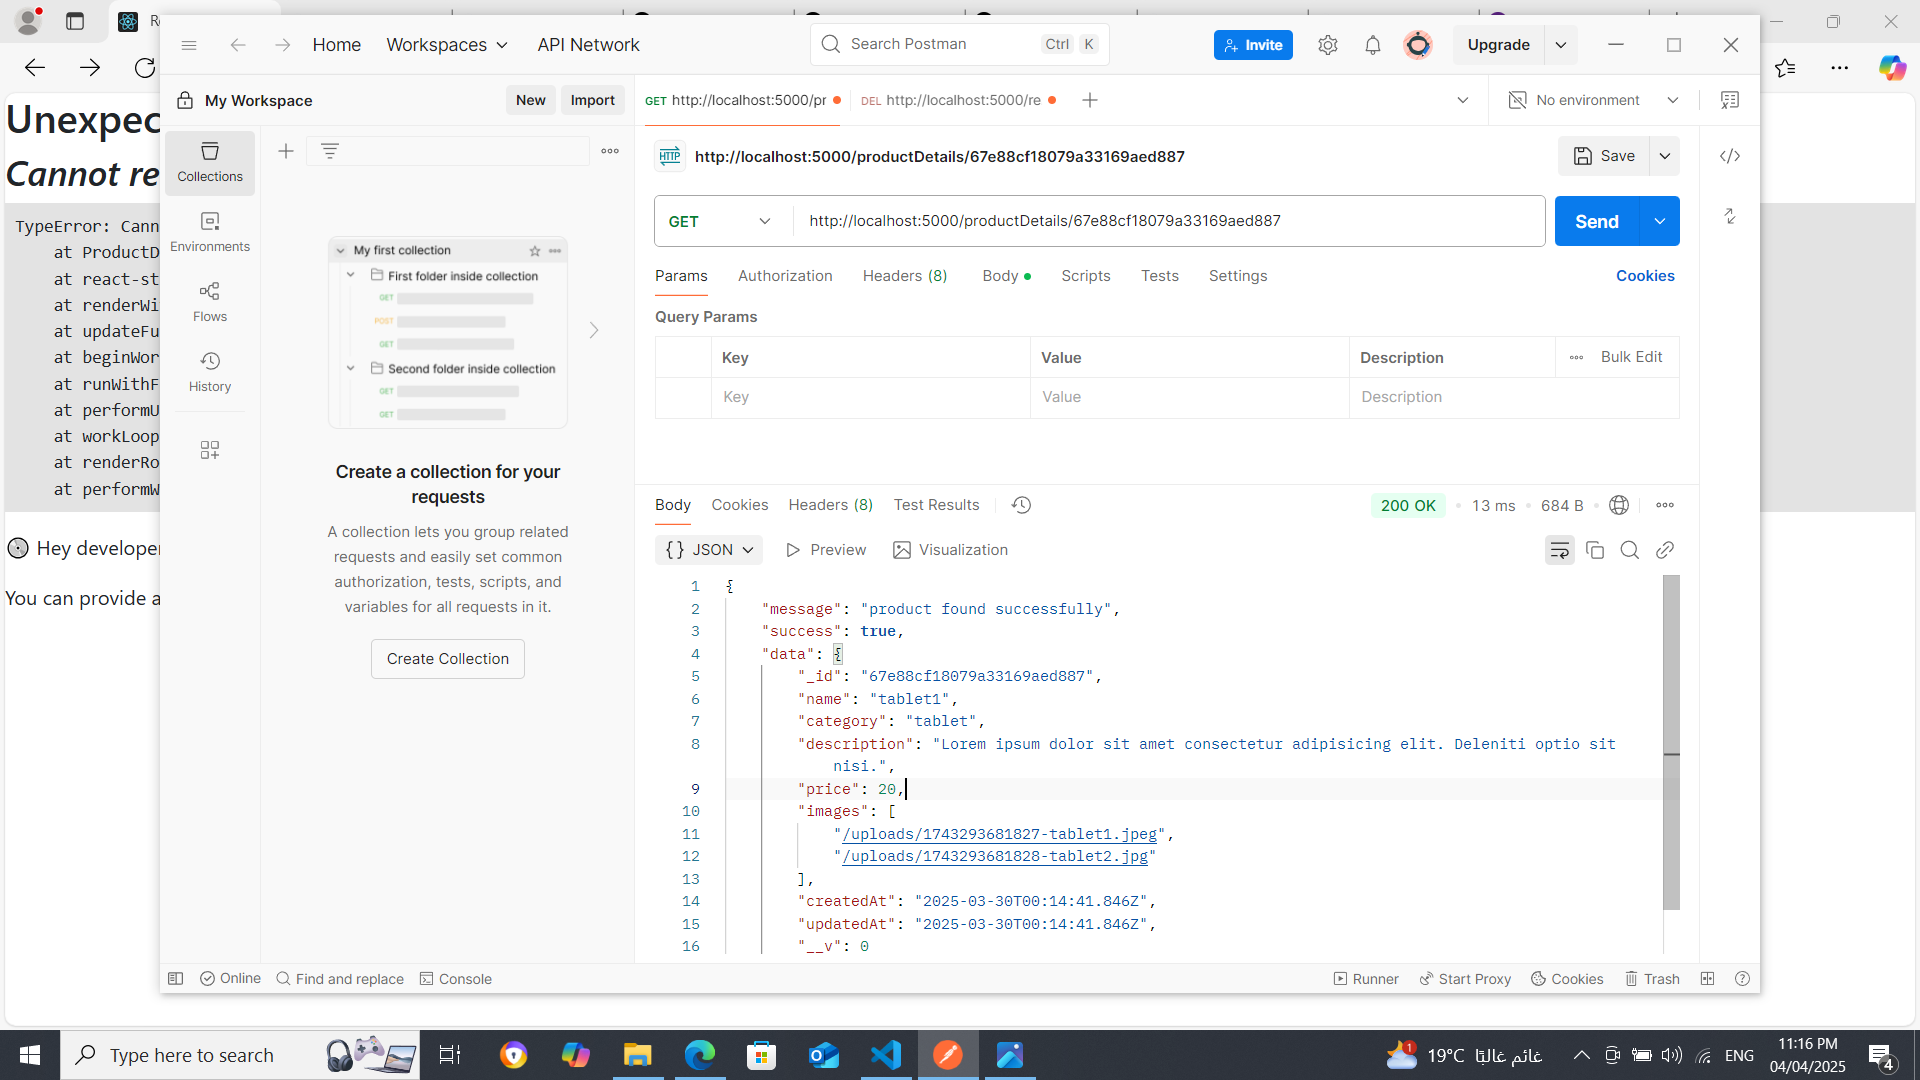 Home
Workspaces
API Network
Search Postman
Ctrl K
Invite
Upgrade
My Workspace
New
Import
GET http://localhost:5000/pr
DEL http://localhost:5000/re
No environment
Unexpec
Cannot re
TypeError: Cann
at ProductD
at react-st
at renderWi
at updateFu
at beginWor
at runWithF
at performU
at workLoop
at renderRo
at performW
Hey developer
You can provide a
Collections
Environments
Flows
History
My first collection
First folder inside collection
GET
POST
GET
Second folder inside collection
GET
GET
Create a collection for your
requests
A collection lets you group related
requests and easily set common
authorization, tests, scripts, and
variables for all requests in it.
Create Collection
HTTP
http://localhost:5000/productDetails/67e88cf18079a33169aed887
Save
GET
http://localhost:5000/productDetails/67e88cf18079a33169aed887
Send
Params
Authorization
Headers (8)
Body
Scripts
Tests
Settings
Cookies
Query Params
Key Value Description Bulk Edit
Key Value Description
Body
Cookies
Headers (8)
Test Results
200 OK
13 ms
684 B
{} JSON
Preview
Visualization
1 {
2 "message": "product found successfully",
3 "success": true,
4 "data": {
5 "_id": "67e88cf18079a33169aed887",
6 "name": "tablet1",
7 "category": "tablet",
8 "description": "Lorem ipsum dolor sit amet consectetur adipisicing elit. Deleniti optio sit
nisi.",
9 "price": 20,
10 "images": [
11 "/uploads/1743293681827-tablet1.jpeg",
12 "/uploads/1743293681828-tablet2.jpg"
13 ],
14 "createdAt": "2025-03-30T00:14:41.846Z",
15 "updatedAt": "2025-03-30T00:14:41.846Z",
16 "__v": 0
Online
Find and replace
Console
Runner
Start Proxy
Cookies
Trash
Type here to search
1
19°C غائم غالبًا
ENG
11:16 PM
04/04/2025
4